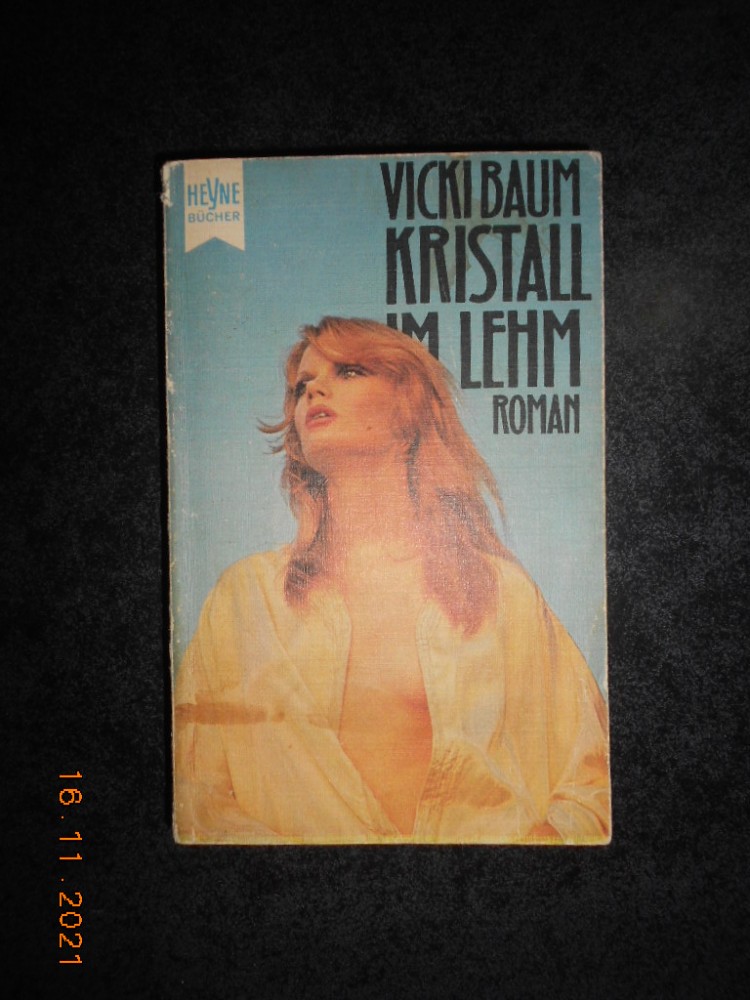 HEYNE
BÜCHER
VICKI BAUM
KRISTALL
IM LEHM
ROMAN
16.11.2021